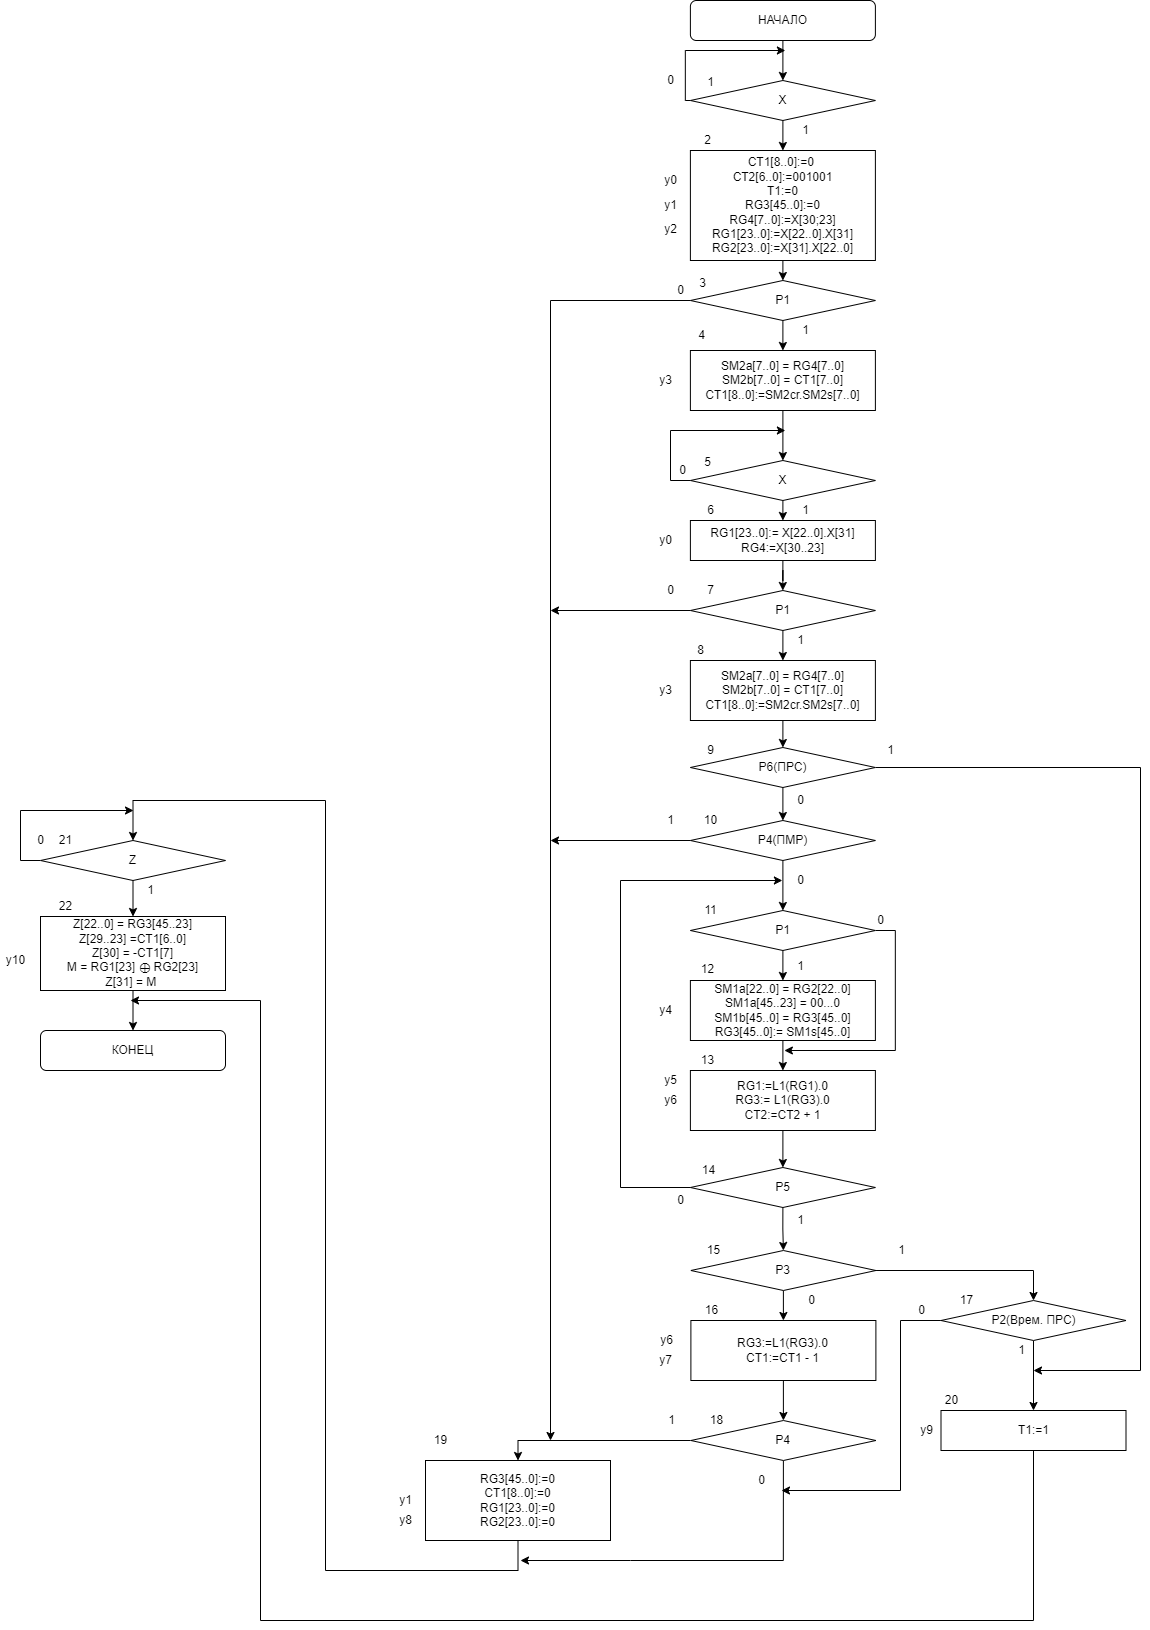 НАЧАЛО
0
1
X
1
2
CT1[8..0]:=0
CT2[6..0]:=001001
T1:=0
RG3[45..0]:=0
RG4[7..0]:=X[30;23]
RG1[23..0]:=X[22..0].X[31]
RG2[23..0]:=X[31].X[22..0]
y0
y1
y2
0
3
P1
1
4
SM2a[7..0] = RG4[7..0]
SM2b[7..0] = CT1[7..0]
CT1[8..0]:=SM2cr.SM2s[7..0]
y3
5
0
X
6
1
RG1[23..0]:= X[22..0].X[31]
RG4:=X[30..23]
y0
0
7
P1
1
8
SM2a[7..0] = RG4[7..0]
SM2b[7..0] = CT1[7..0]
CT1[8..0]:=SM2cr.SM2s[7..0]
y3
9
1
P6(ПРС)
0
1
10
P4(ПМР)
0
11
0
P1
1
12
SM1a[22..0] = RG2[22..0]
SM1a[45..23] = 00...0
SM1b[45..0] = RG3[45..0]
RG3[45..0]:= SM1s[45..0]
y4
13
RG1:=L1(RG1).0
RG3:= L1(RG3).0
CT2:=CT2 + 1
y5
y6
14
P5
0
1
15
1
P3
0
16
RG3:=L1(RG3).0
CT1:=CT1 - 1
y6
y7
17
0
P2(Врем. ПРС)
1
1
18
P4
0
20
T1:=1
y9
19
RG3[45..0]:=0
CT1[8..0]:=0
RG1[23..0]:=0
RG2[23..0]:=0
y1
y8
0
21
Z
1
22
Z[22..0] = RG3[45..23]
Z[29..23] =CT1[6..0]
Z[30] = -CT1[7]
M = RG1[23] ⊕ RG2[23]
Z[31] = M
y10
КОНЕЦ